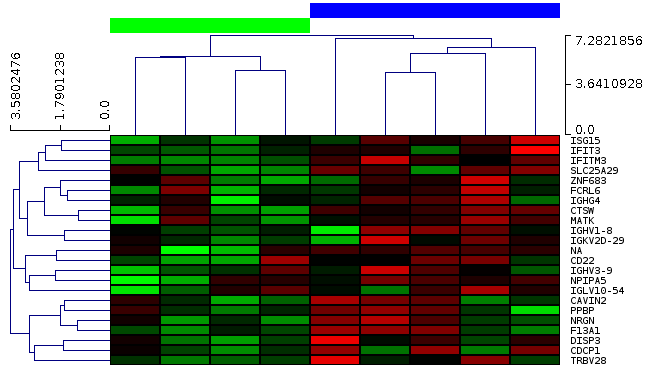 7.2821856
3.6410928
0.0
3.5802476
1.7901238
0.0
ISG15
IFIT3
IFITM3
SLC25A29
ZNF683
FCRL6
IGHG4
CTSW
MATK
IGHV1-8
IGKV2D-29
NA
CD22
IGHV3-9
NPIPA5
IGLV10-54
CAVIN2
PPBP
NRGN
F13A1
DISP3
CDCP1
TRBV28